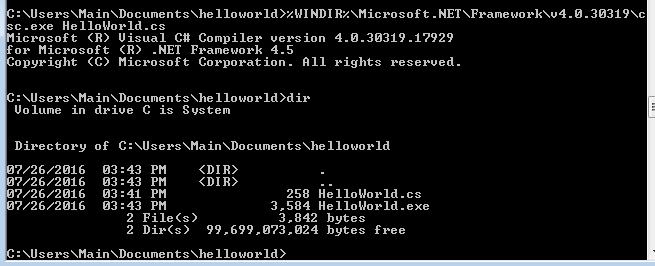 C:\Users\Main\Documents\helloworld>%WINDIR%\Microsoft.NET\Framework\v4.0.30319\c
sc.exe HelloWorld.cs
Microsoft (R) Visual C# Compiler version 4.0.30319.17929
for Microsoft (R) .NET Framework 4.5
Copyright (C) Microsoft Corporation. All rights reserved.
C:\Users\Main\Documents\helloworld>dir
Volume in drive C is System
Directory of C:\Users\Main\Documents\helloworld
07/26/2016  03:43 PM    <DIR>          .
07/26/2016  03:43 PM    <DIR>          ..
07/26/2016  03:41 PM               258 HelloWorld.cs
07/26/2016  03:43 PM             3,584 HelloWorld.exe
2 File(s)          3,842 bytes
2 Dir(s)  99,699,073,024 bytes free
C:\Users\Main\Documents\helloworld>